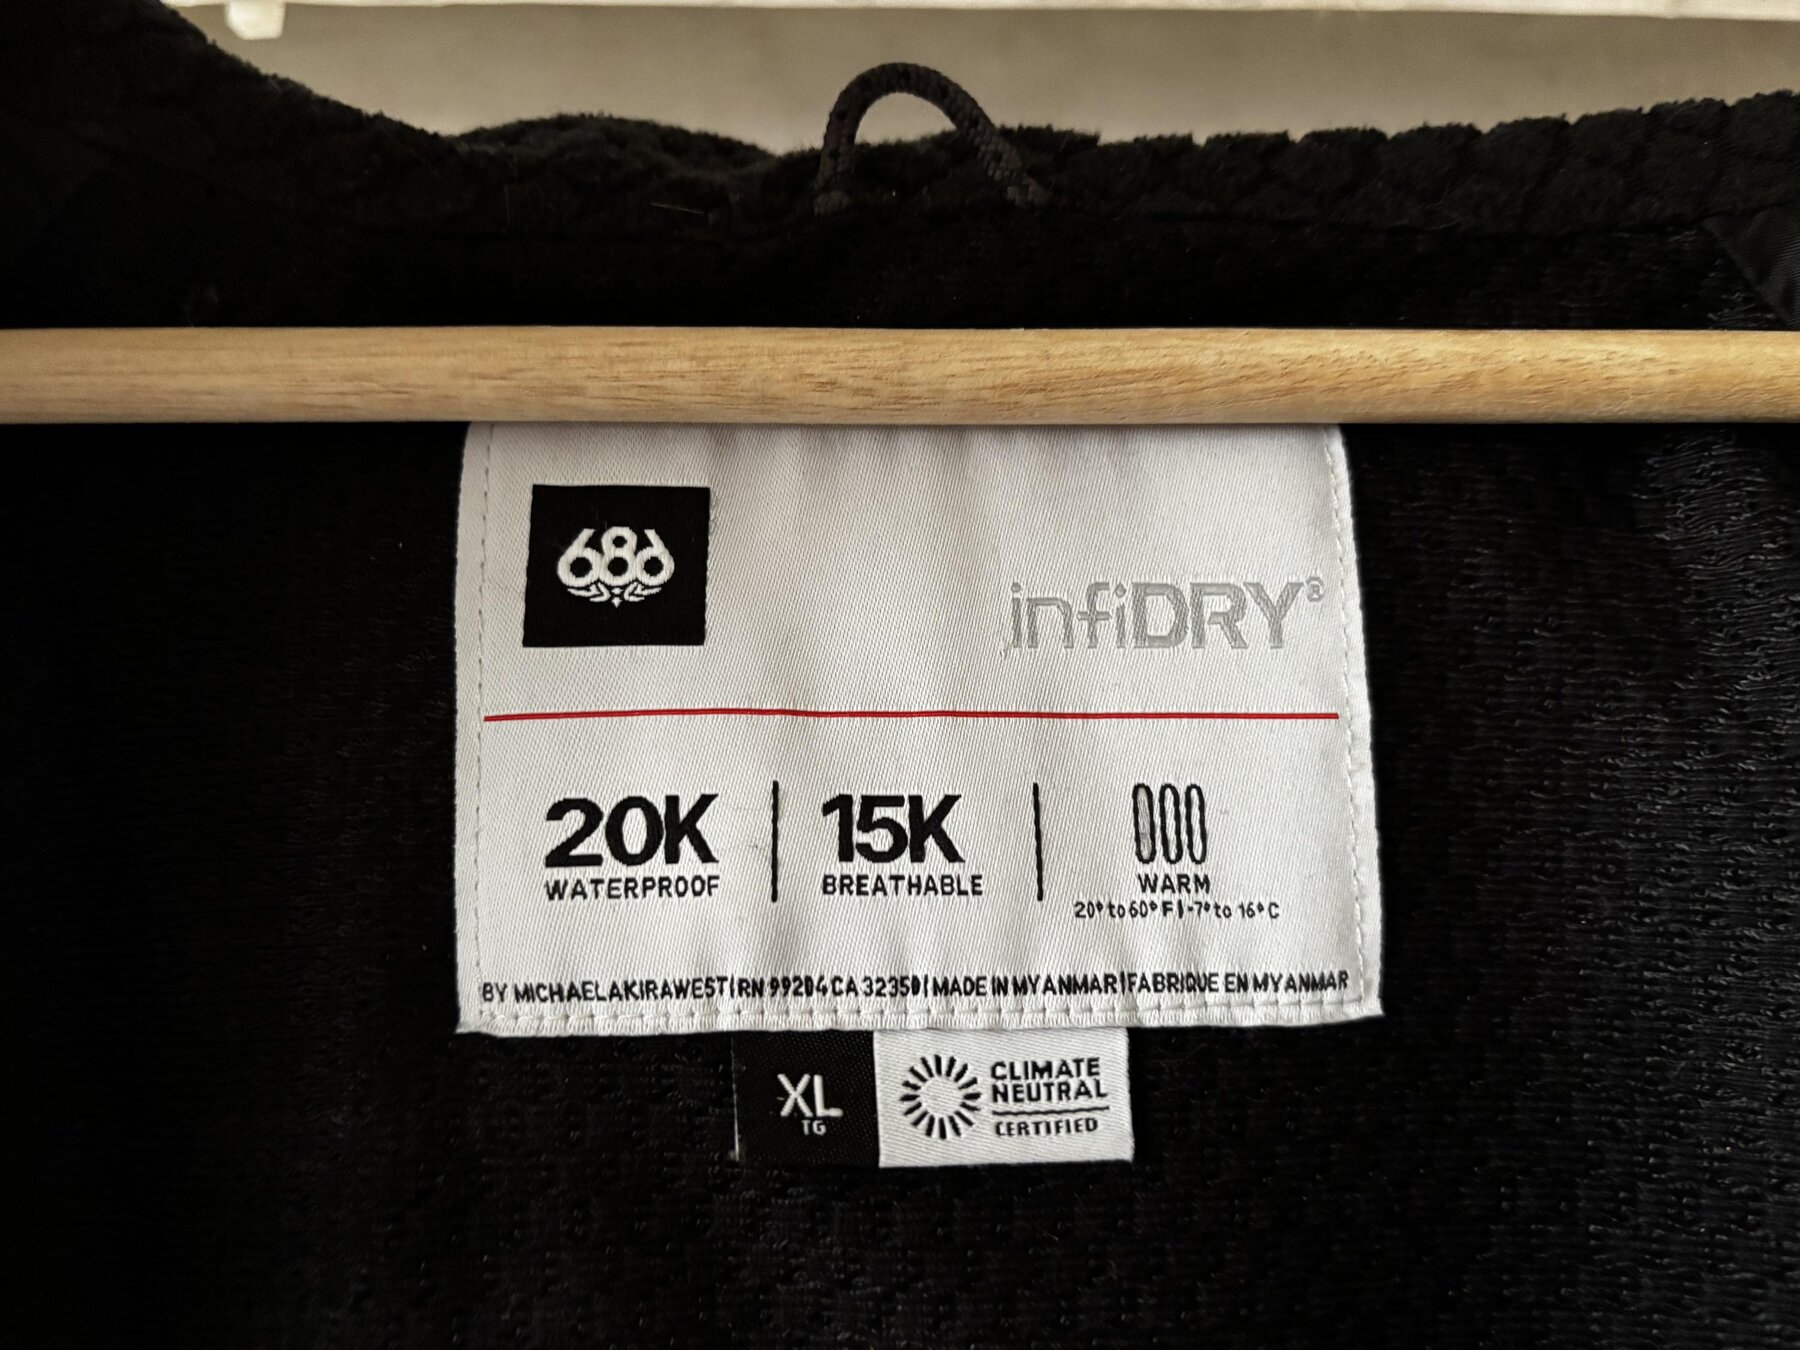 686
infiDRY®
20K
WATERPROOF
15K
BREATHABLE
WARM
20° to 60° F | -7° to 16° C
BY MICHAELAKIRAWEST | RN 99204 CA 32350 | MADE IN MYANMAR | FABRIQUE EN MYANMAR
XL
TG
CLIMATE
NEUTRAL
CERTIFIED